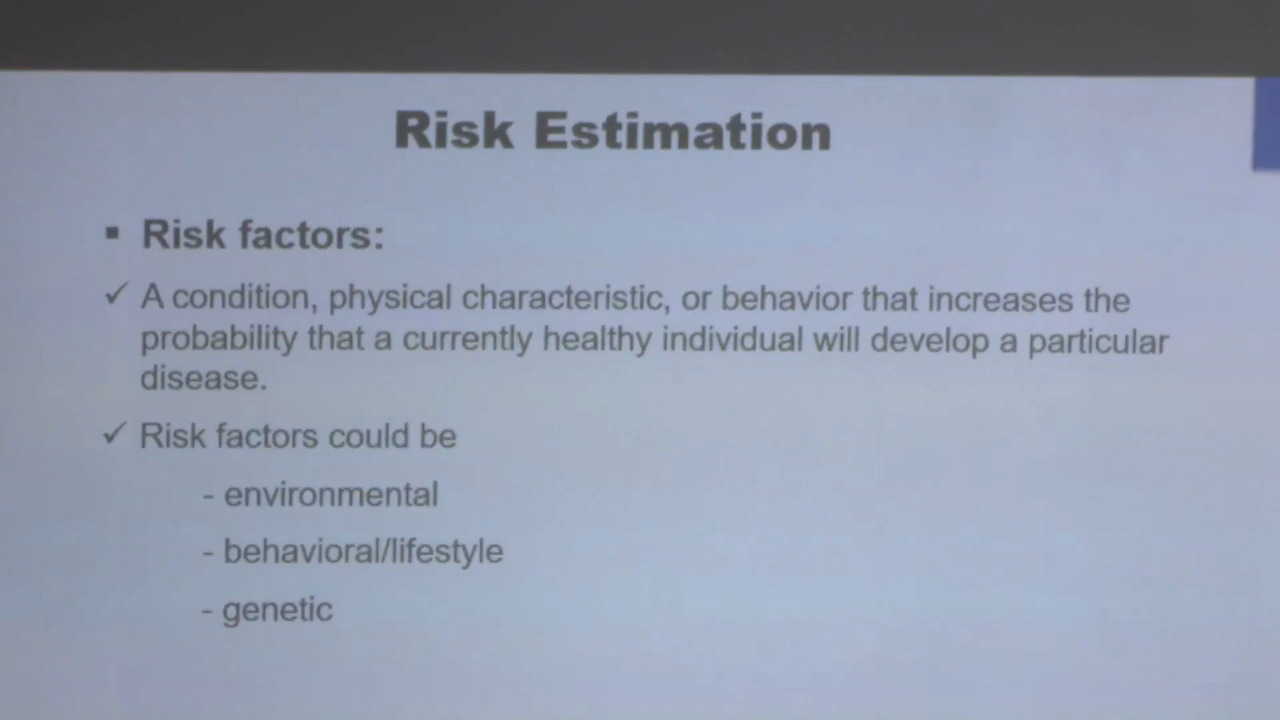 Risk Estimation
▪ Risk factors:
✓ A condition, physical characteristic, or behavior that increases the
probability that a currently healthy individual will develop a particular
disease.
✓ Risk factors could be
- environmental
- behavioral/lifestyle
- genetic